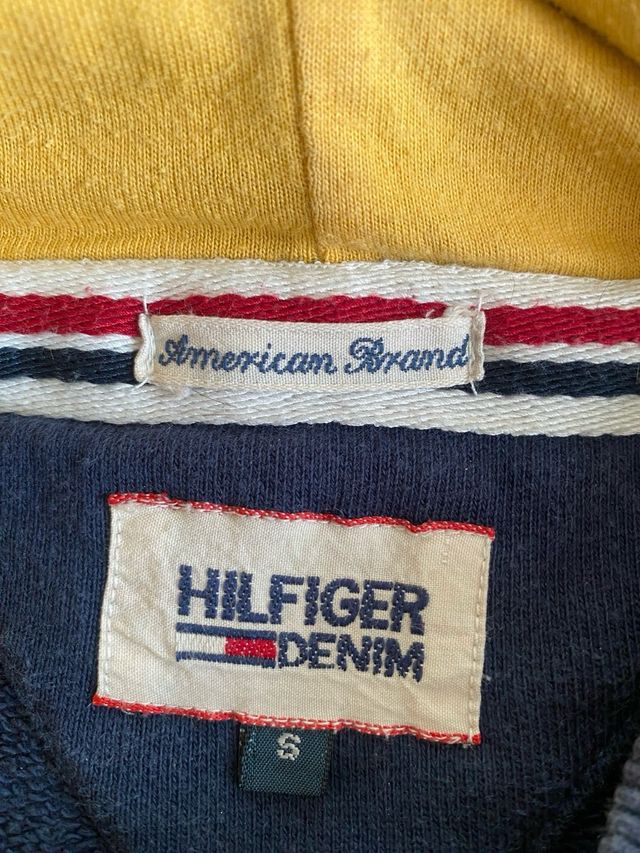 American Brand
HILFIGER
DENIM
S